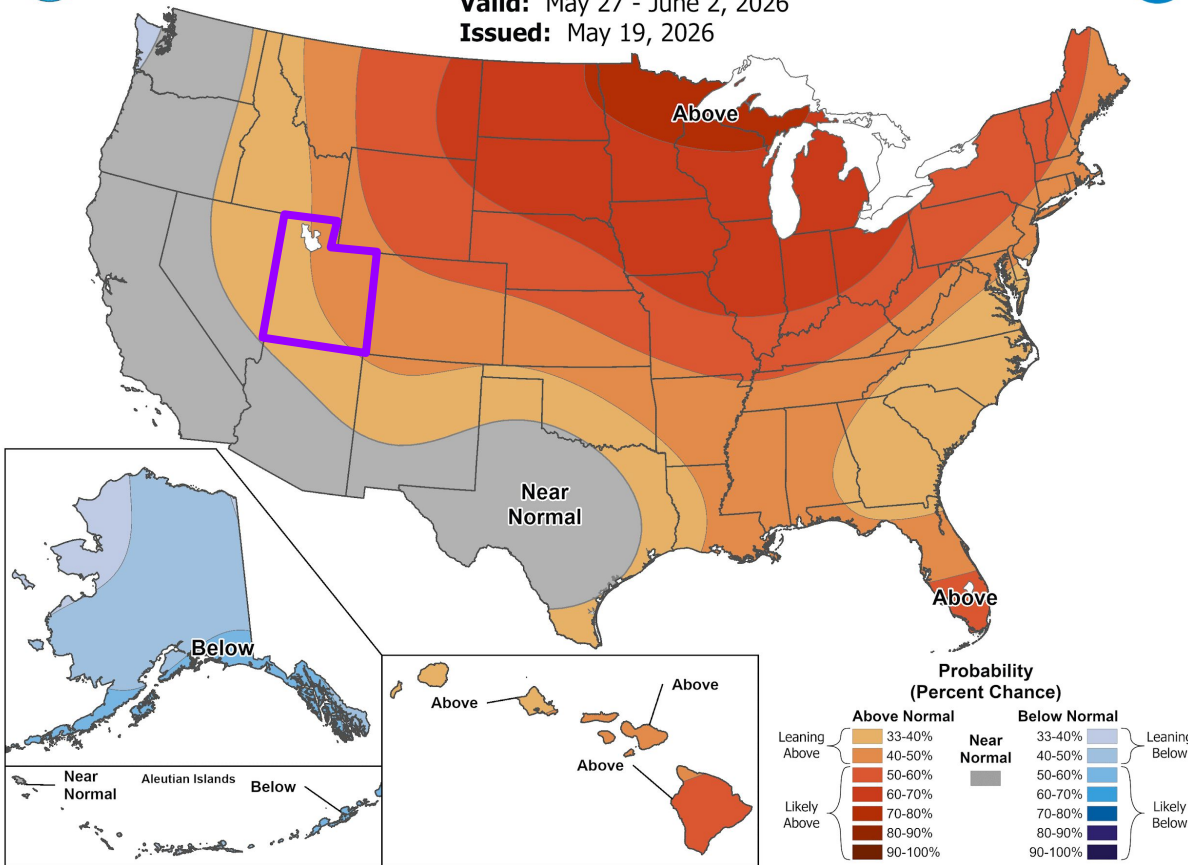 Valid: May 27 - June 2, 2026
Issued: May 19, 2026
Above
Near
Normal
Above
Below
Above
Above
Above
Near
Normal
Aleutian Islands
Below
Probability
(Percent Chance)
Above Normal
Below Normal
Leaning
Above
33-40%
40-50%
50-60%
60-70%
70-80%
80-90%
90-100%
Likely
Above
Near
Normal
33-40%
40-50%
50-60%
60-70%
70-80%
80-90%
90-100%
Leaning
Below
Likely
Below